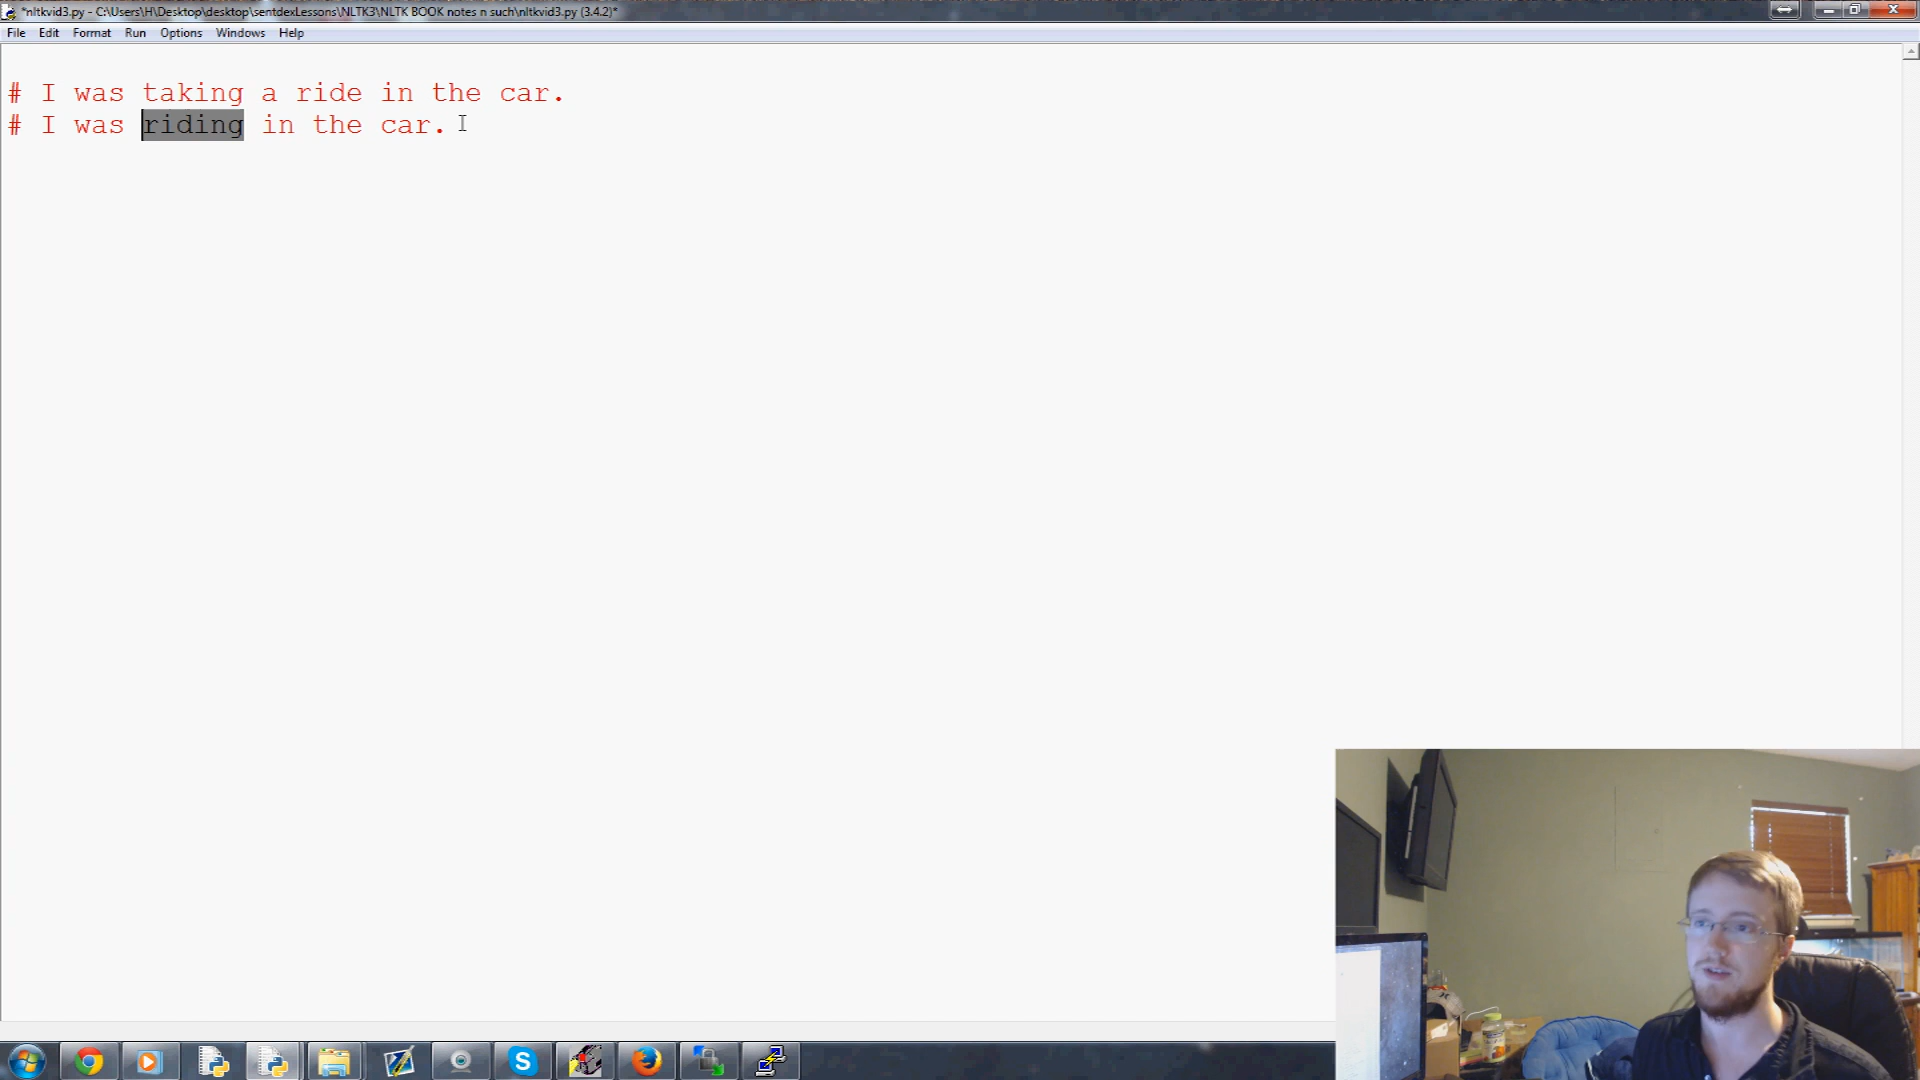 *nltkvid3.py - C:\Users\H\Desktop\desktop\sentdexLessons\NLTK3\NLTK BOOK notes n such\nltkvid3.py (3.4.2)*
File Edit Format Run Options Windows Help
# I was taking a ride in the car.
# I was riding in the car.